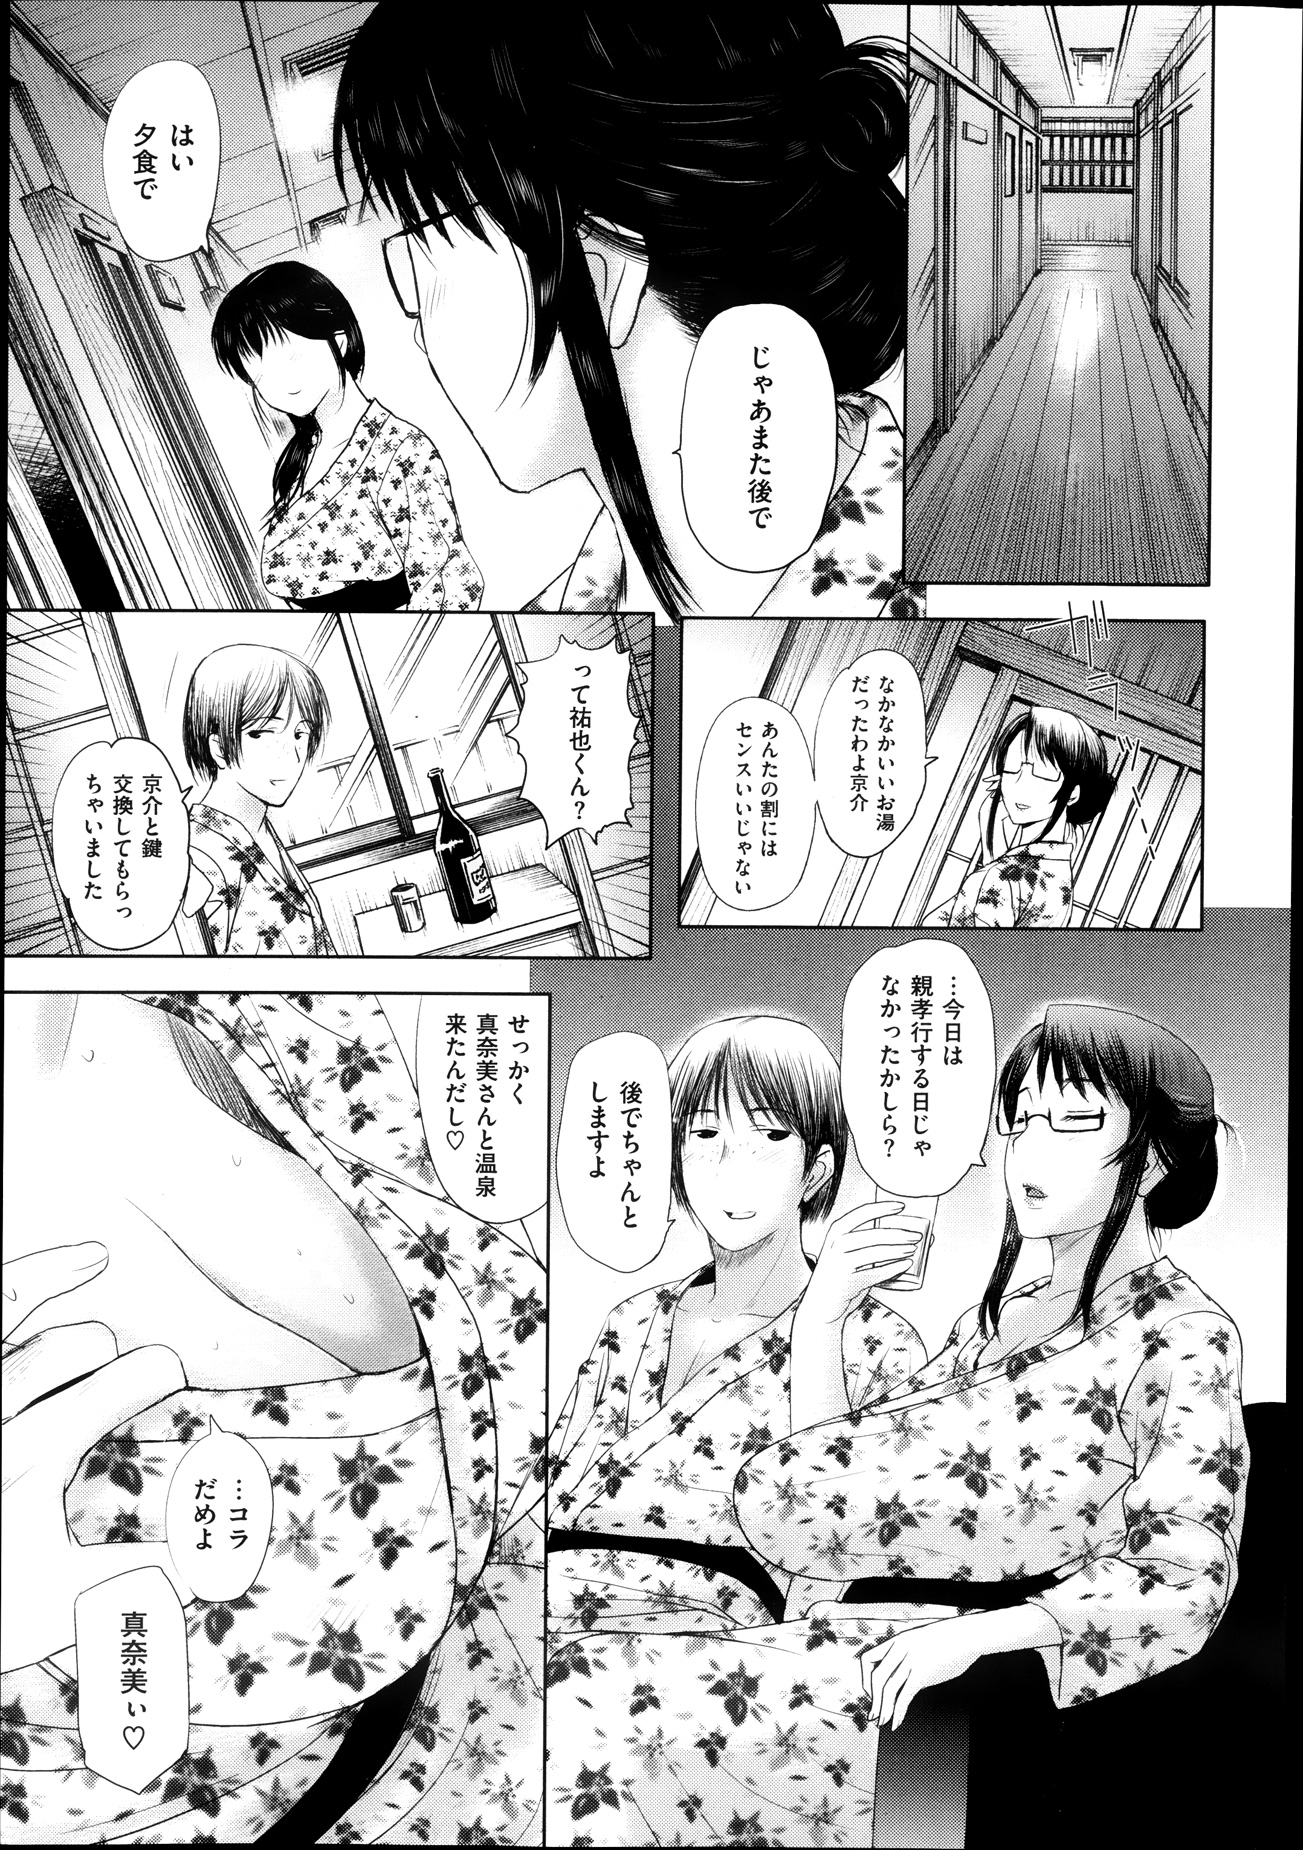 じゃあまた後で
はい
夕食で
なかなかいいお湯
だったわよ京介
あんたの割には
センスいいじゃない
って祐也くん?
京介と鍵
交換してもらっ
ちゃいました
…今日は
親孝行する日じゃ
なかったかしら?
後でちゃんと
しますよ
せっかく
真奈美さんと温泉
来たんだし♡
…コラ
だめよ
真奈美ぃ♡